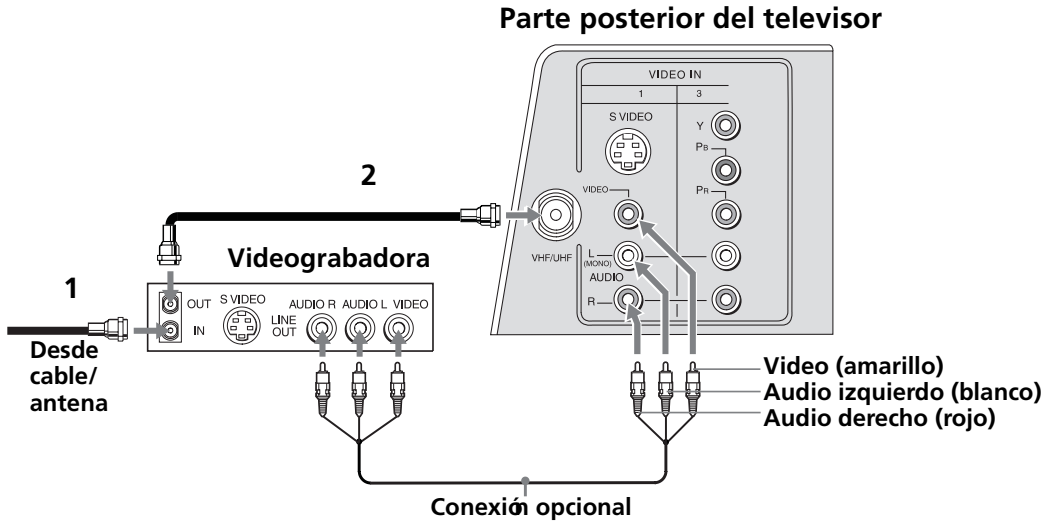 Parte posterior del televisor
VIDEO IN
1 3
S VIDEO
Y
PB
PR
VIDEO
VHF/UHF
L
(MONO)
AUDIO
R
2
Videograbadora
1
OUT
IN
S VIDEO
LINE
OUT
AUDIO R AUDIO L VIDEO
Desde
cable/
antena
Video (amarillo)
Audio izquierdo (blanco)
Audio derecho (rojo)
Conexión opcional